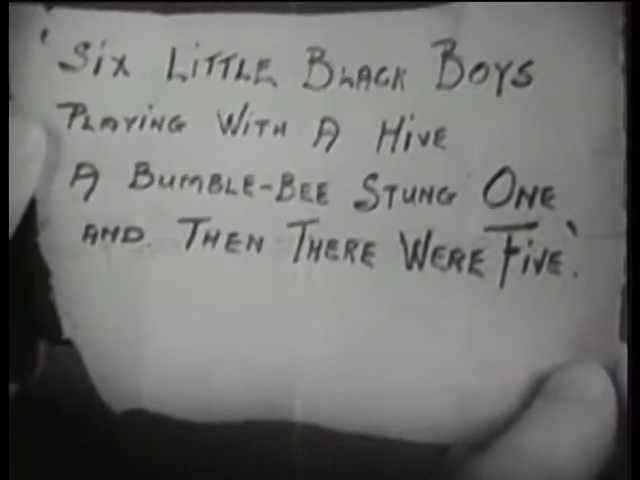 'Six Little Black Boys
Playing With A Hive
A Bumble-Bee Stung One
and Then There Were Five.'